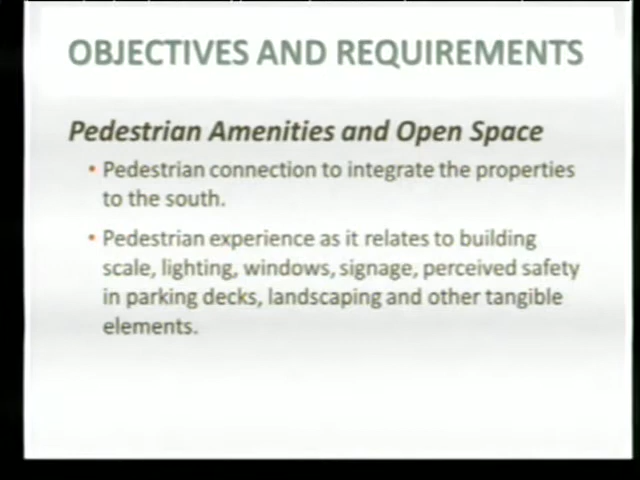 OBJECTIVES AND REQUIREMENTS
Pedestrian Amenities and Open Space
• Pedestrian connection to integrate the properties
to the south.
• Pedestrian experience as it relates to building
scale, lighting, windows, signage, perceived safety
in parking decks, landscaping and other tangible
elements.